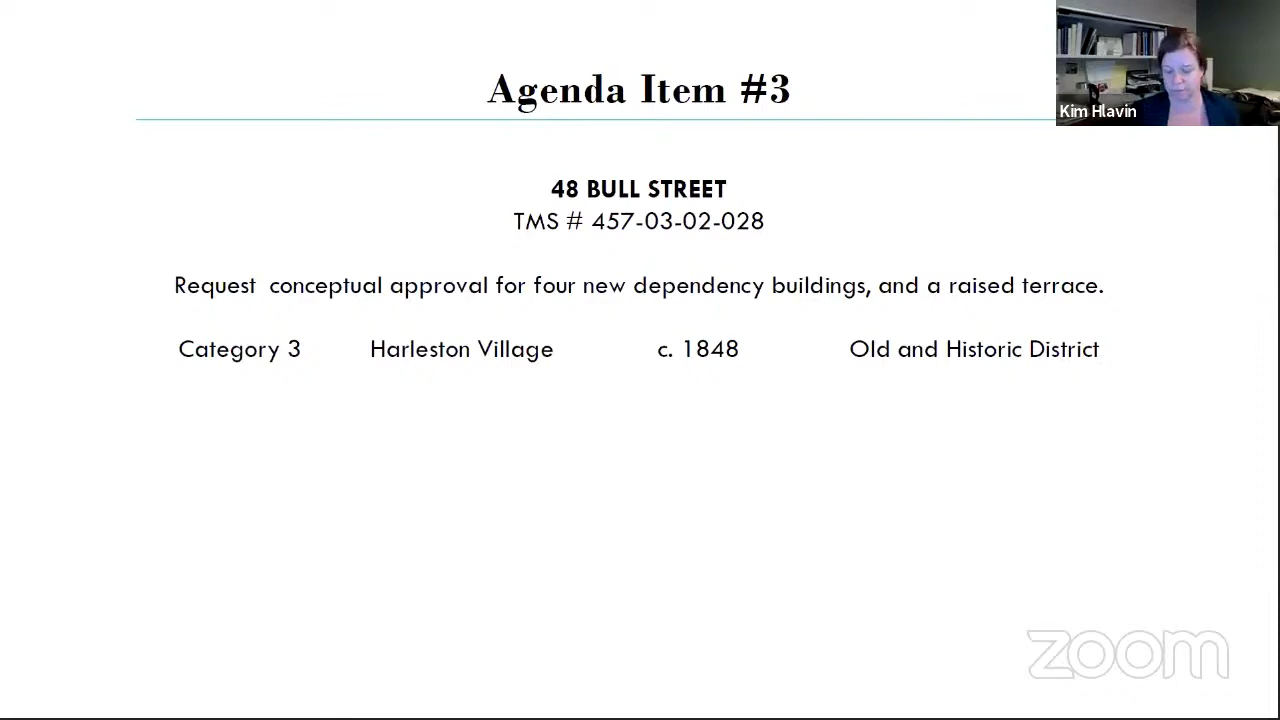 Agenda Item #3
Kim Hlavin
48 BULL STREET
TMS # 457-03-02-028
Request conceptual approval for four new dependency buildings, and a raised terrace.
Category 3 Harleston Village c. 1848 Old and Historic District
zoom